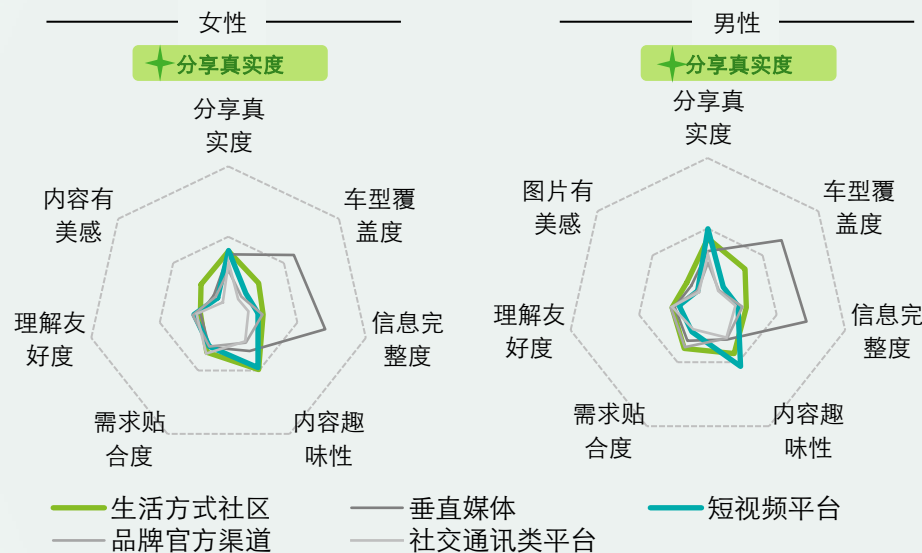 女性
分享真实度
分享真
实度
内容有
美感
车型覆
盖度
理解友
好度
信息完
整度
需求贴
合度
内容趣
味性
男性
分享真实度
分享真
实度
图片有
美感
车型覆
盖度
理解友
好度
信息完
整度
需求贴
合度
内容趣
味性
生活方式社区
垂直媒体
短视频平台
品牌官方渠道
社交通讯类平台